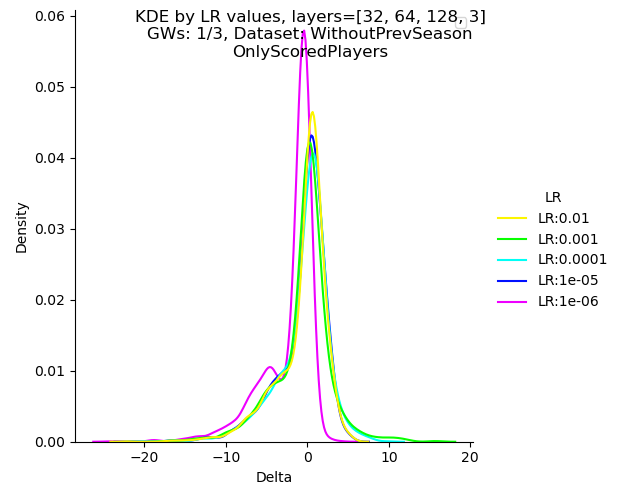 KDE by LR values, layers=[32, 64, 128, 3]
GWs: 1/3, Dataset: WithoutPrevSeason
OnlyScoredPlayers
0.06
0.05
0.04
0.03
0.02
0.01
0.00
Density
−20
−10
0
10
20
Delta
LR
LR:0.01
LR:0.001
LR:0.0001
LR:1e-05
LR:1e-06